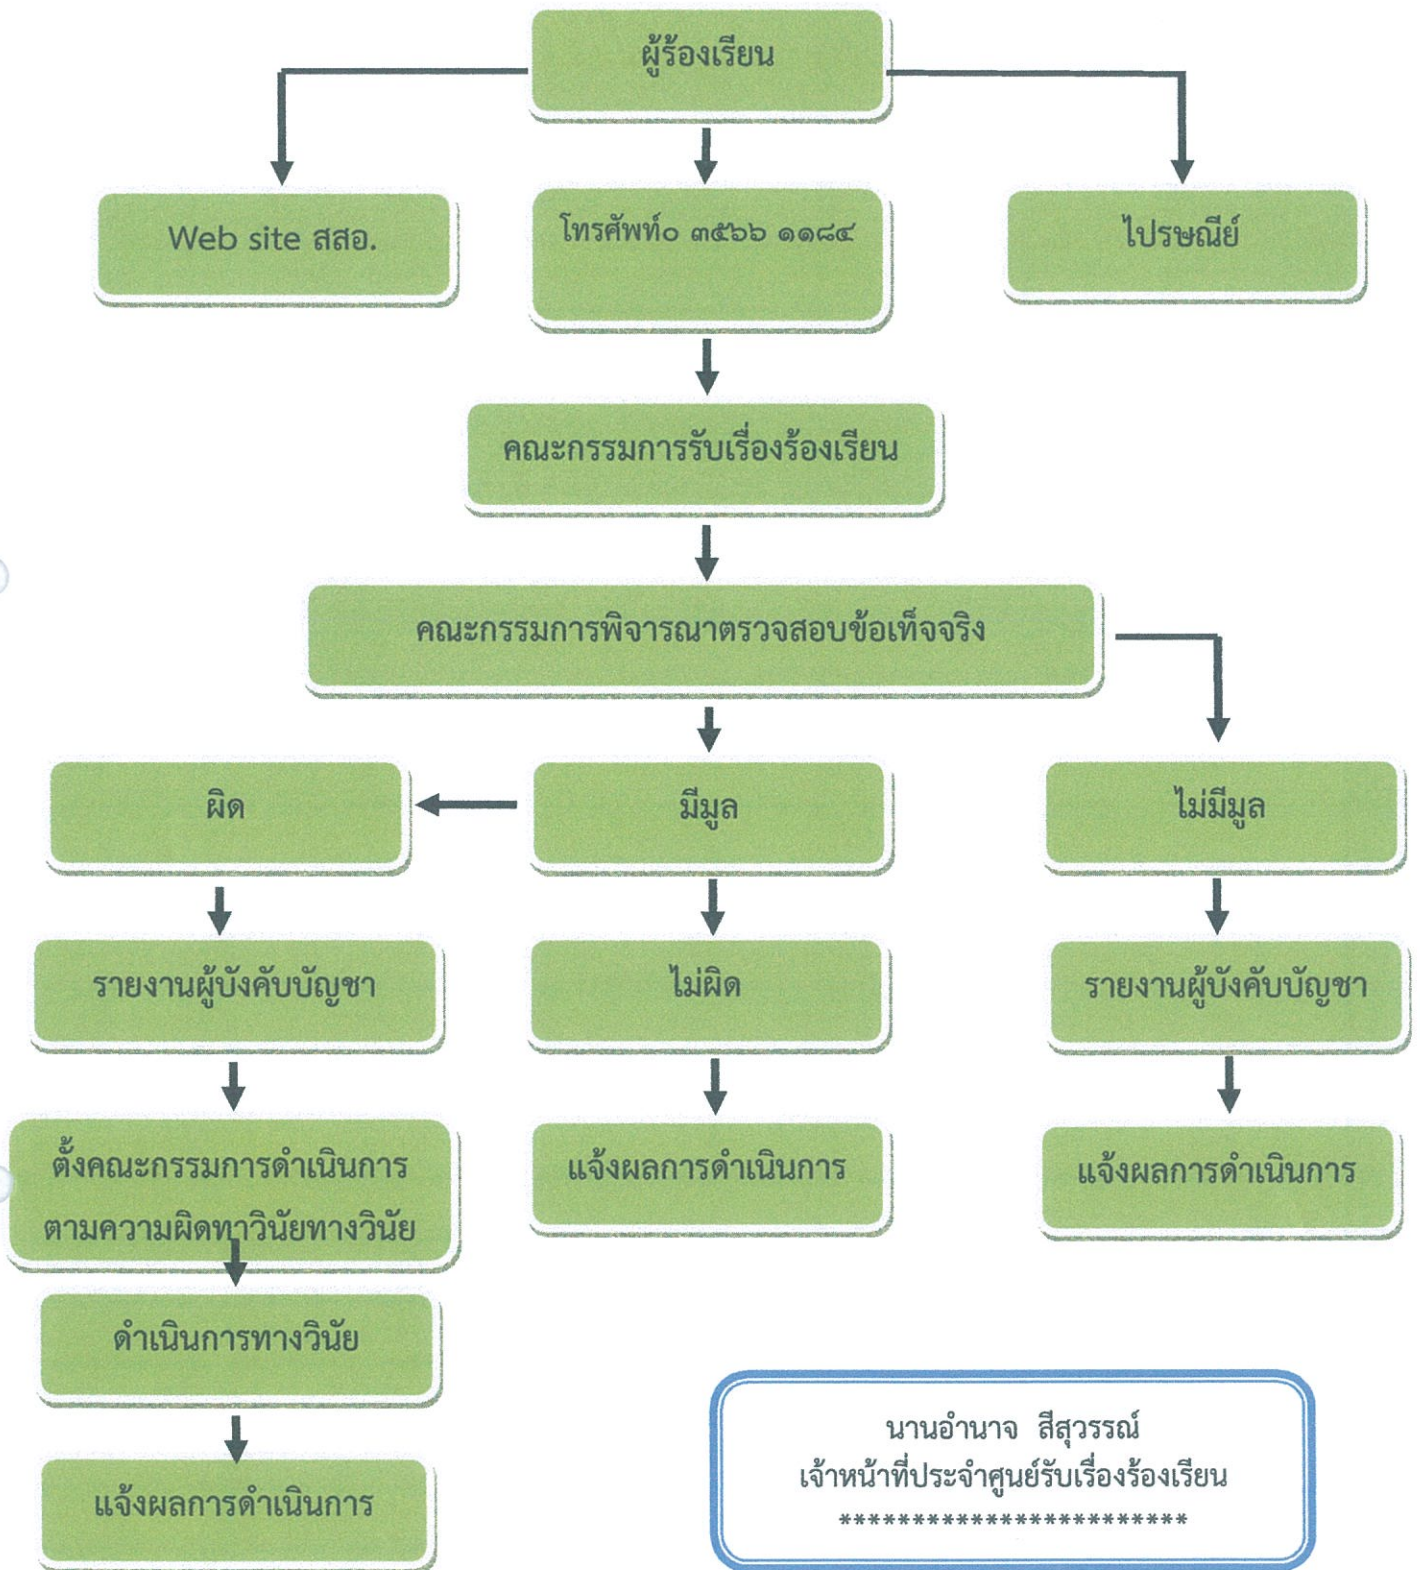 ผู้ร้องเรียน
Web site สสอ.
โทรศัพท์๐ ๓๕๖๖ ๑๑๘๔
ไปรษณีย์
คณะกรรมการรับเรื่องร้องเรียน
คณะกรรมการพิจารณาตรวจสอบข้อเท็จจริง
ผิด
มีมูล
ไม่มีมูล
รายงานผู้บังคับบัญชา
ไม่ผิด
รายงานผู้บังคับบัญชา
ตั้งคณะกรรมการดำเนินการ
ตามความผิดทาวินัยทางวินัย
แจ้งผลการดำเนินการ
แจ้งผลการดำเนินการ
ดำเนินการทางวินัย
แจ้งผลการดำเนินการ
นานอำนาจ สีสุวรรณ์
เจ้าหน้าที่ประจำศูนย์รับเรื่องร้องเรียน
************************